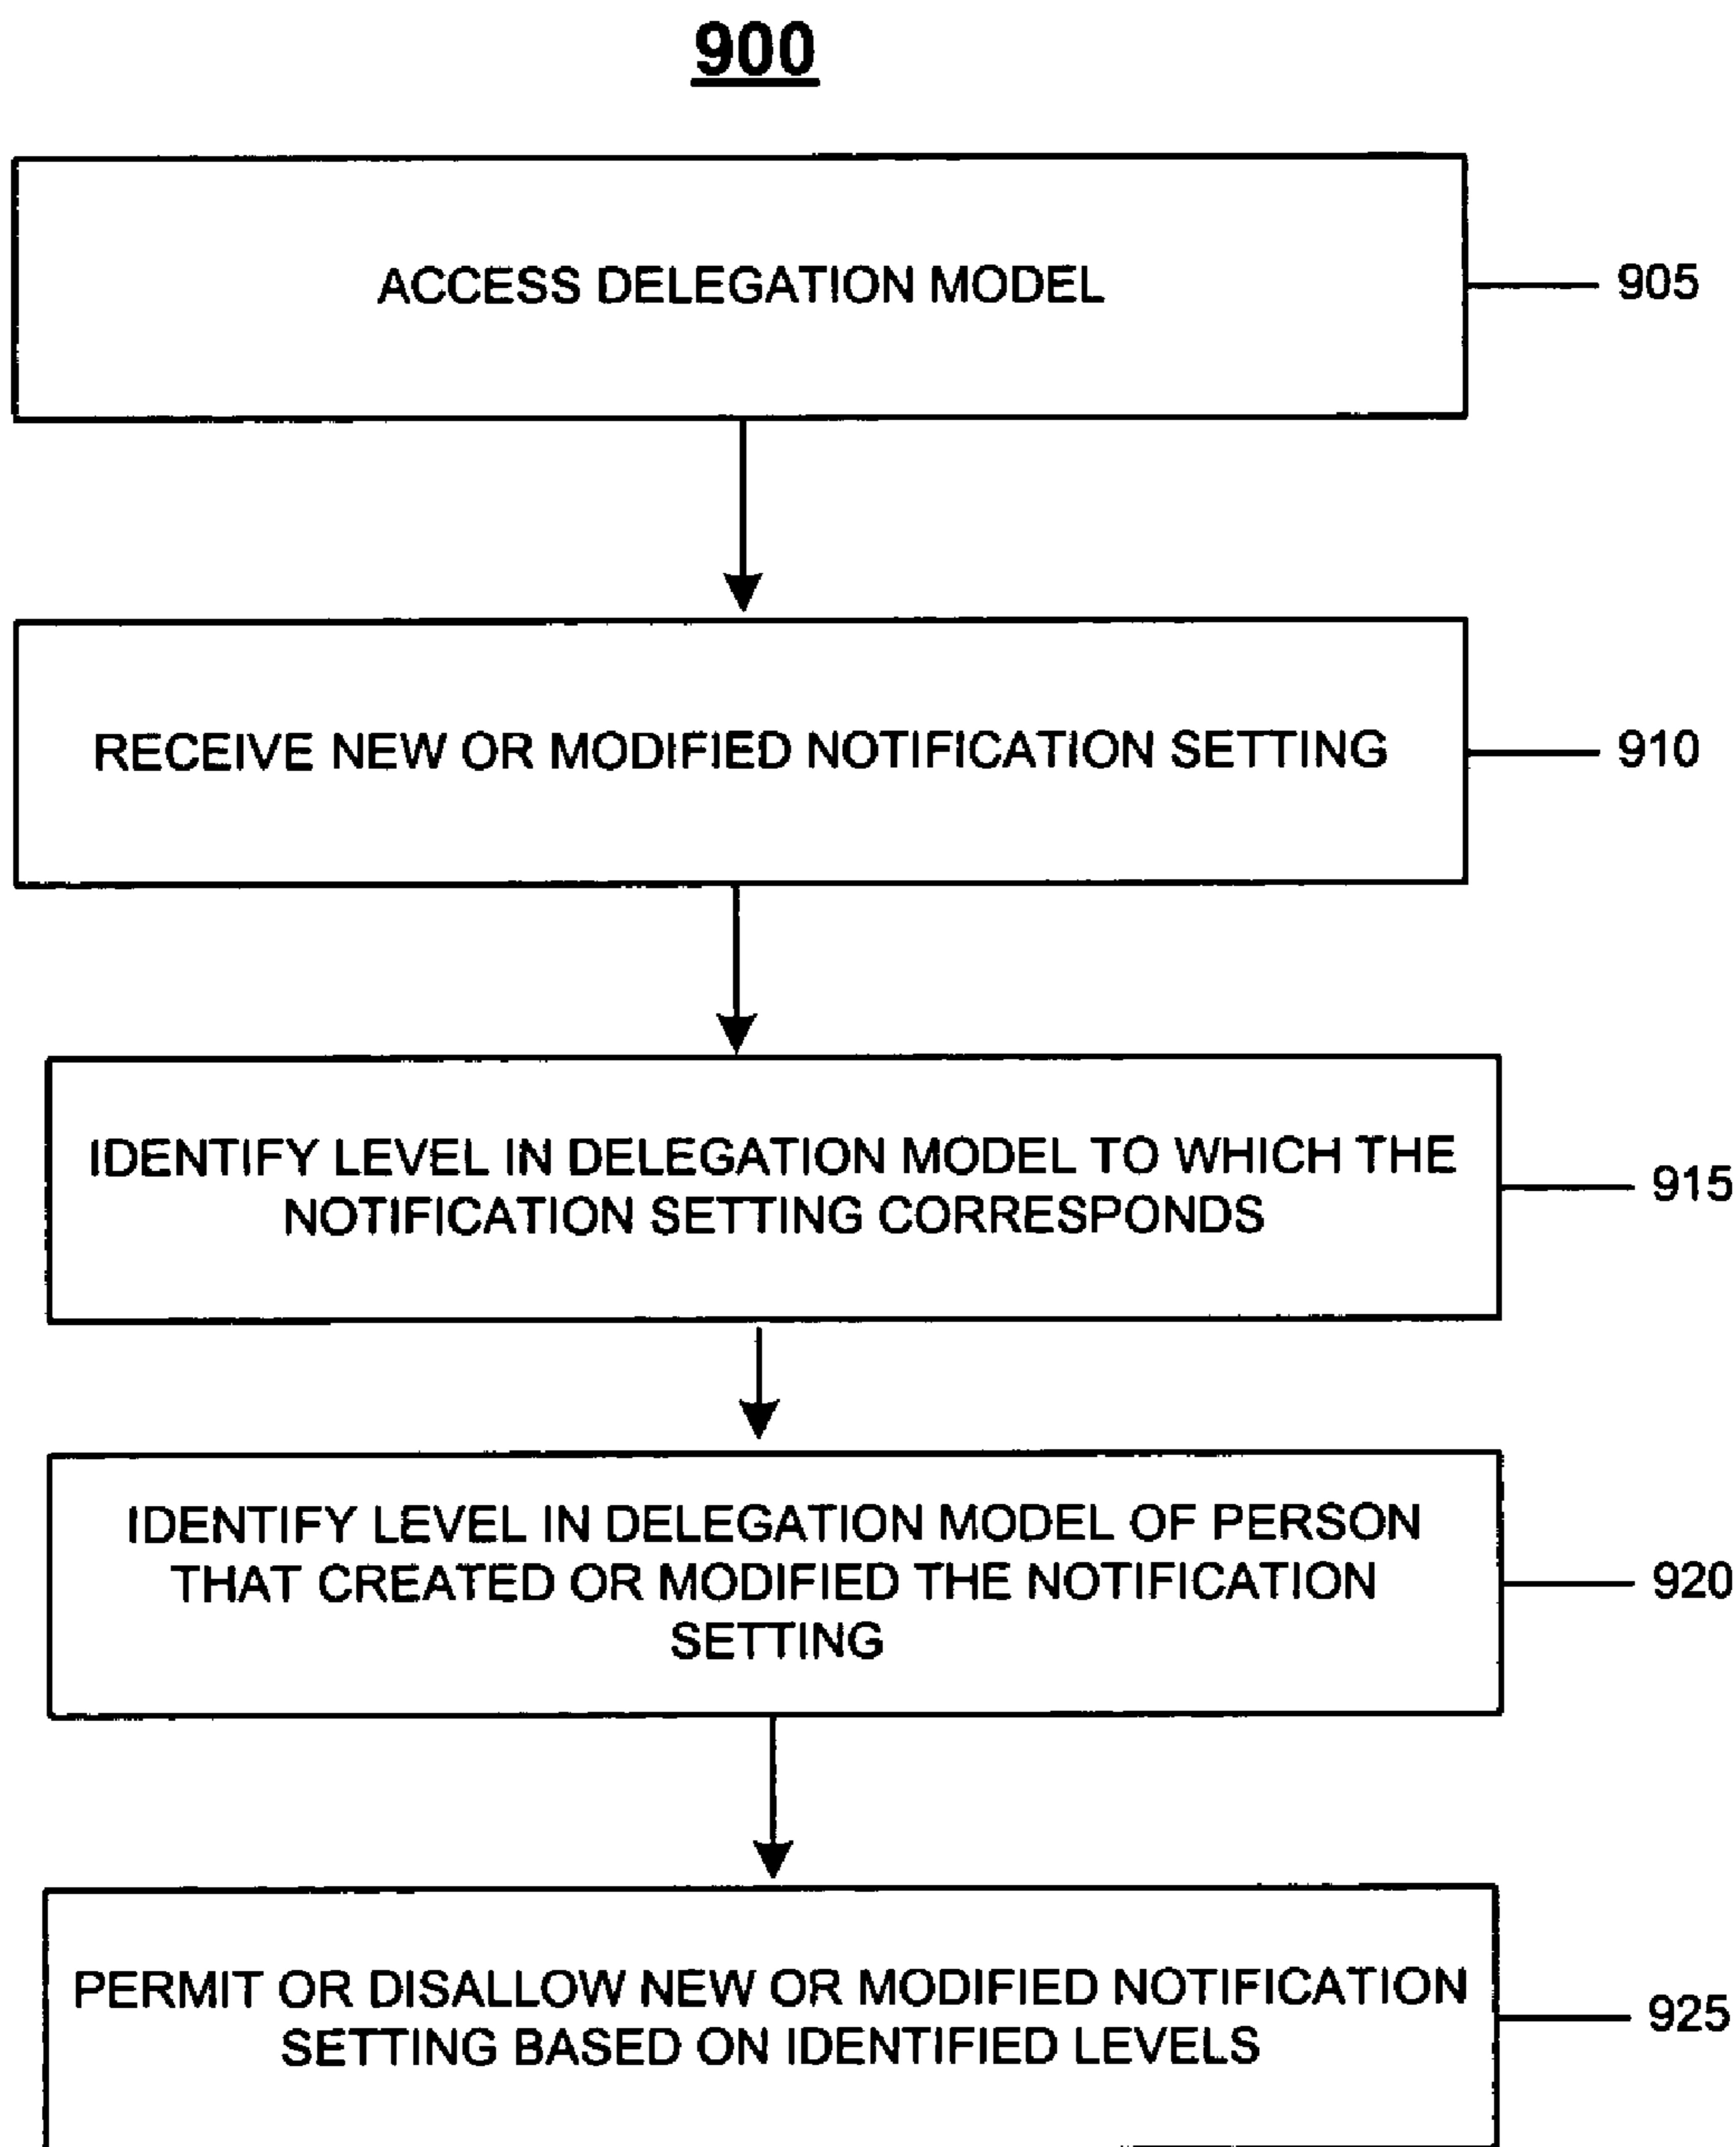 900
ACCESS DELEGATION MODEL
905
RECEIVE NEW OR MODIFIED NOTIFICATION SETTING
910
IDENTIFY LEVEL IN DELEGATION MODEL TO WHICH THE
NOTIFICATION SETTING CORRESPONDS
915
IDENTIFY LEVEL IN DELEGATION MODEL OF PERSON
THAT CREATED OR MODIFIED THE NOTIFICATION
SETTING
920
PERMIT OR DISALLOW NEW OR MODIFIED NOTIFICATION
SETTING BASED ON IDENTIFIED LEVELS
925